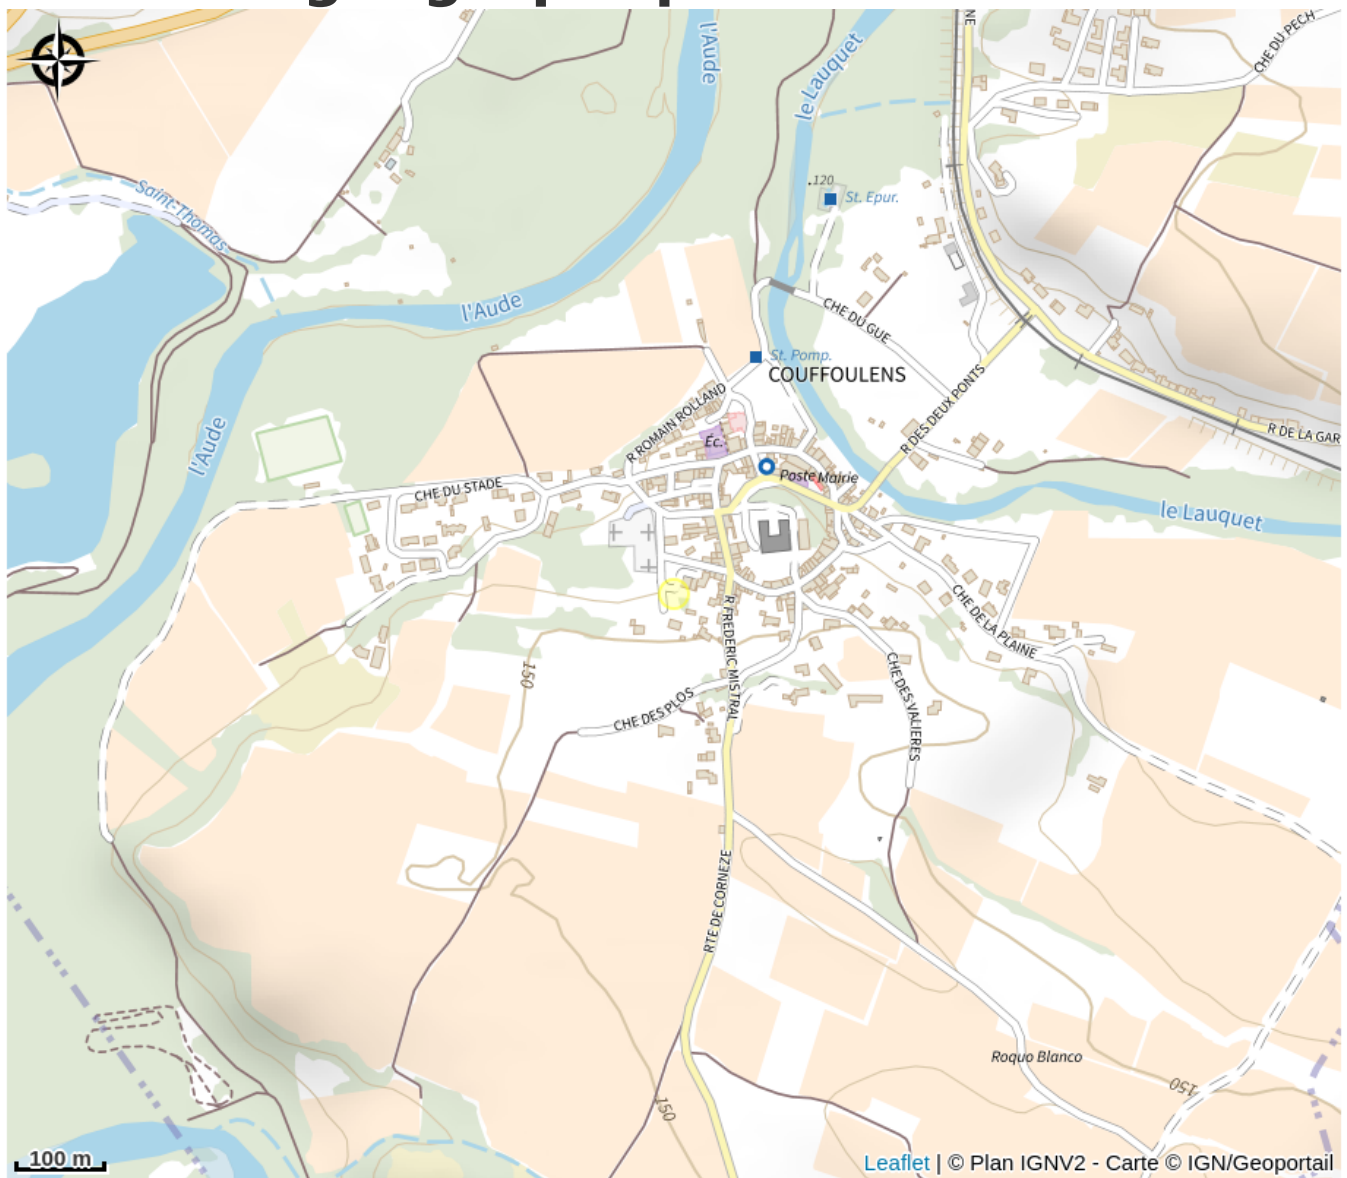 l'Aude
le Lauquet
NE
CHE DU PECH
Saint-Thomas
.120
St. Epur.
l'Aude
CHE DU GUE
St. Pomp.
COUFFOULENS
R ROMAIN ROLLAND
R DES DEUX PONTS
R DE LA GAR
l'Aude
Éc.
Poste Mairie
CHE DU STADE
le Lauquet
R FREDERIC MISTRAL
CHE DE LA PLAINE
150
CHE DES PLOS
CHE DES VALIERES
RTE DE CORNEZE
Roquo Blanco
150
150
100 m
Leaflet | © Plan IGNV2 - Carte © IGN/Geoportail